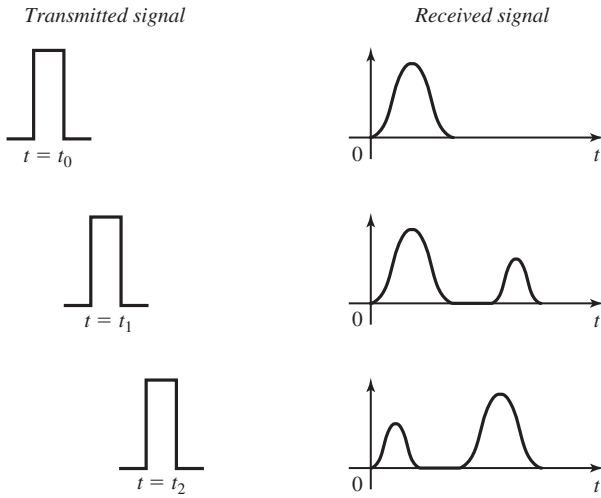 Transmitted signal
Received signal
t = t0
0
t
t = t1
0
t
t = t2
0
t